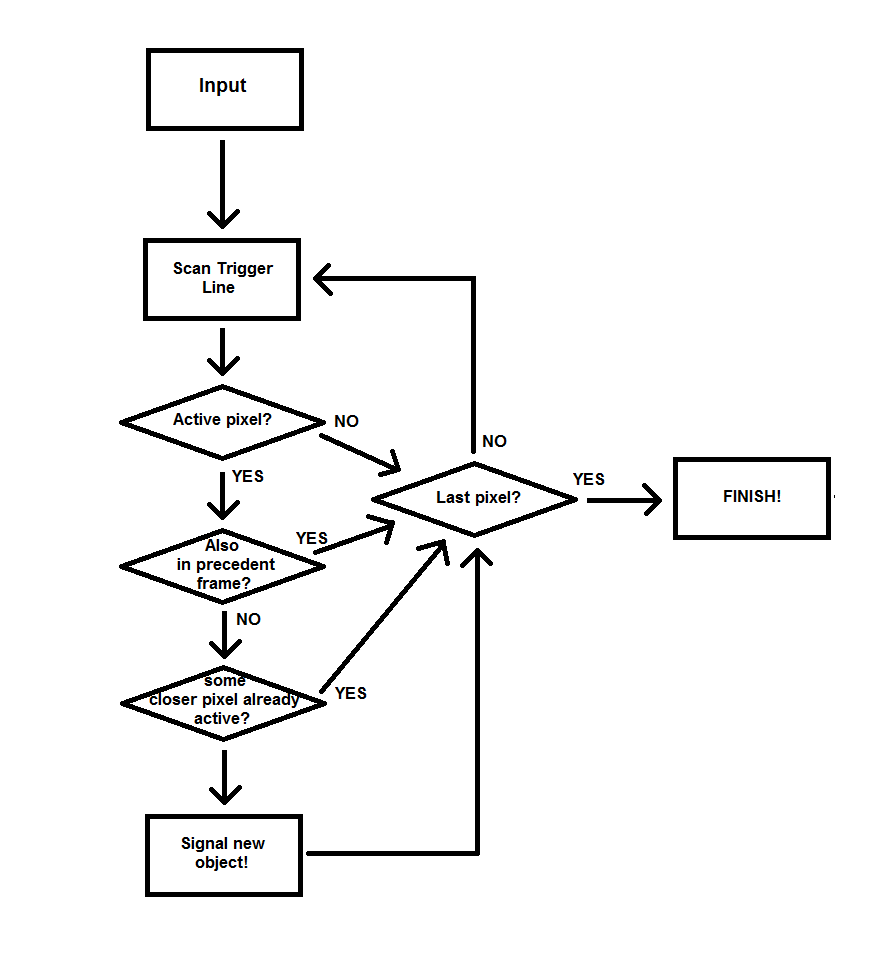 Input
Scan Trigger
Line
Active pixel?
NO
YES
NO
Last pixel?
YES
FINISH!
Also
in precedent
frame?
YES
NO
some
closer pixel already
active?
YES
Signal new
object!